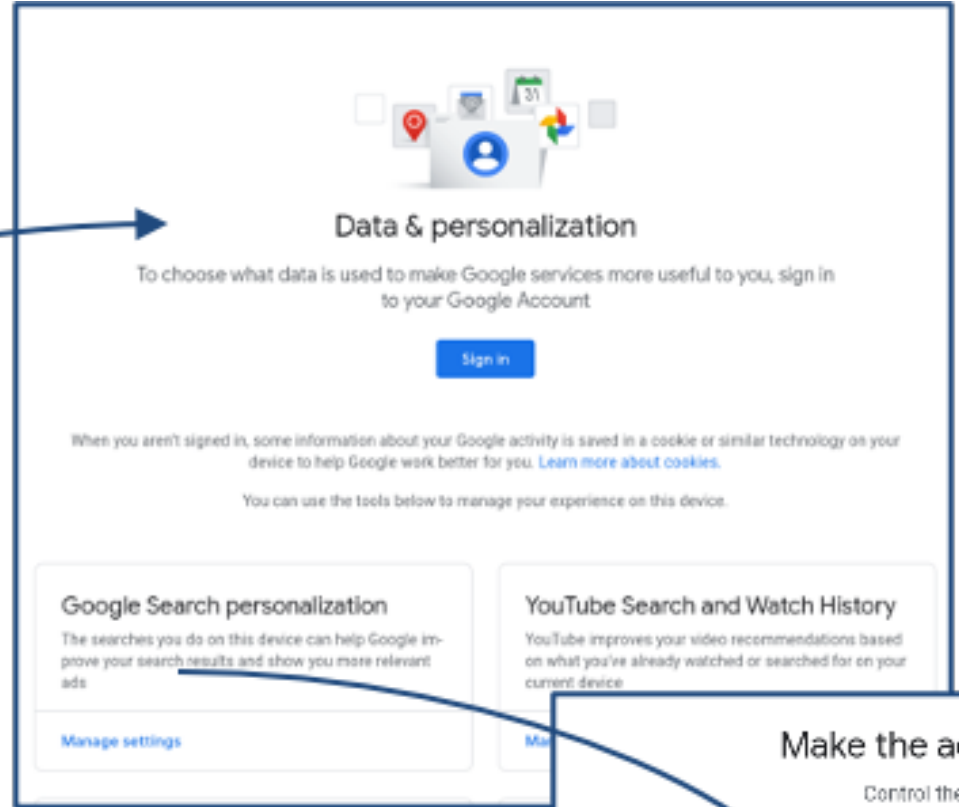 31
Data & personalization
To choose what data is used to make Google services more useful to you, sign in
to your Google Account
Sign in
When you aren't signed in, some information about your Google activity is saved in a cookie or similar technology on your
device to help Google work better for you. Learn more about cookies.
You can use the tools below to manage your experience on this device.
Google Search personalization
The searches you do on this device can help Google im-
prove your search results and show you more relevant
ads
Manage settings
YouTube Search and Watch History
YouTube improves your video recommendations based
on what you've already watched or searched for on your
current device
Make the
Control the